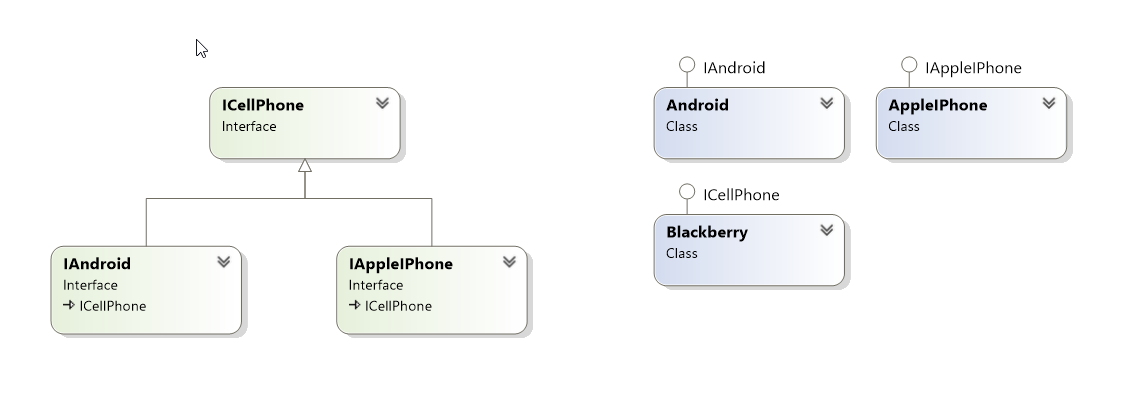 ICellPhone
Interface
IAndroid
Interface
ICellPhone
IAppleIPhone
Interface
ICellPhone
IAndroid
Android
Class
IAppleIPhone
AppleIPhone
Class
ICellPhone
Blackberry
Class